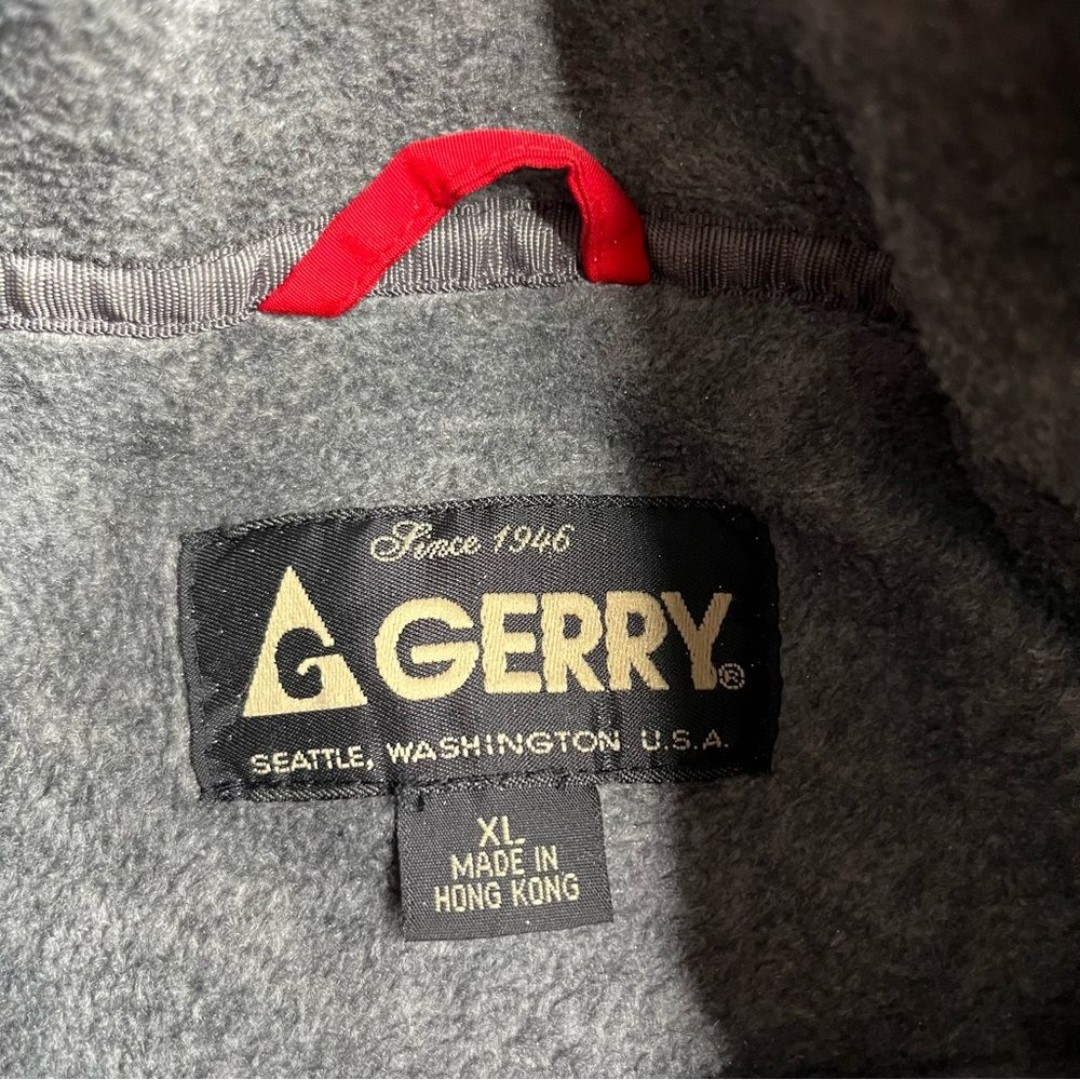 Since 1946
G GERRY®
SEATTLE, WASHINGTON U.S.A.
XL
MADE IN
HONG KONG